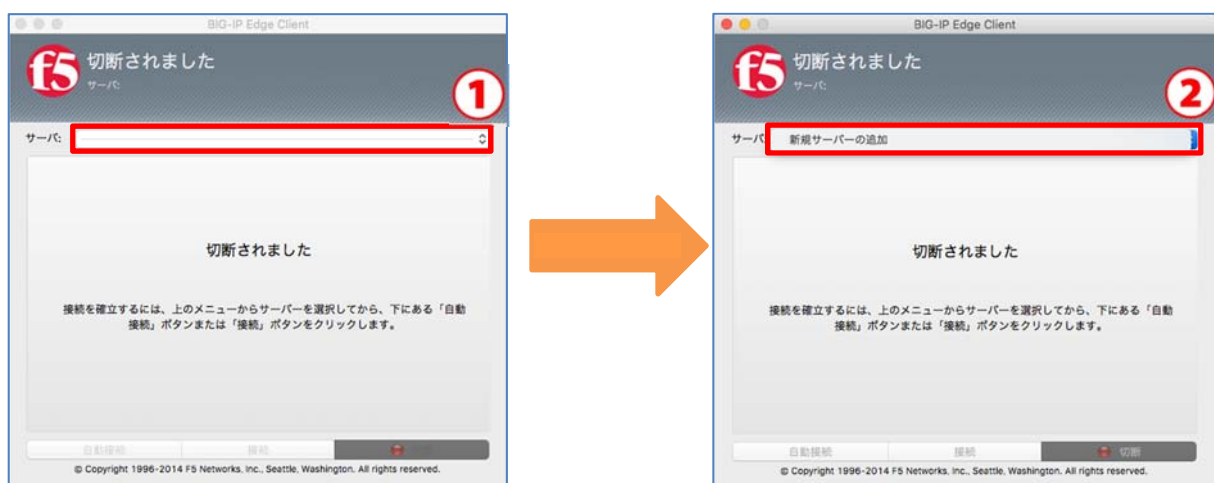 BIG-IP Edge Client
f5
切断されました
サーバ:
①
サーバ:
切断されました
接続を確立するには、上のメニューからサーバーを選択してから、下にある「自動
接続」ボタンまたは「接続」ボタンをクリックします。
自動接続 接続
© Copyright 1996-2014 F5 Networks, Inc., Seattle, Washington. All rights reserved.
BIG-IP Edge Client
f5
切断されました
サーバ:
②
サーバ 新規サーバーの追加
切断されました
接続を確立するには、上のメニューからサーバーを選択してから、下にある「自動
接続」ボタンまたは「接続」ボタンをクリックします。
自動接続 接続 切断
© Copyright 1996-2014 F5 Networks, Inc., Seattle, Washington. All rights reserved.